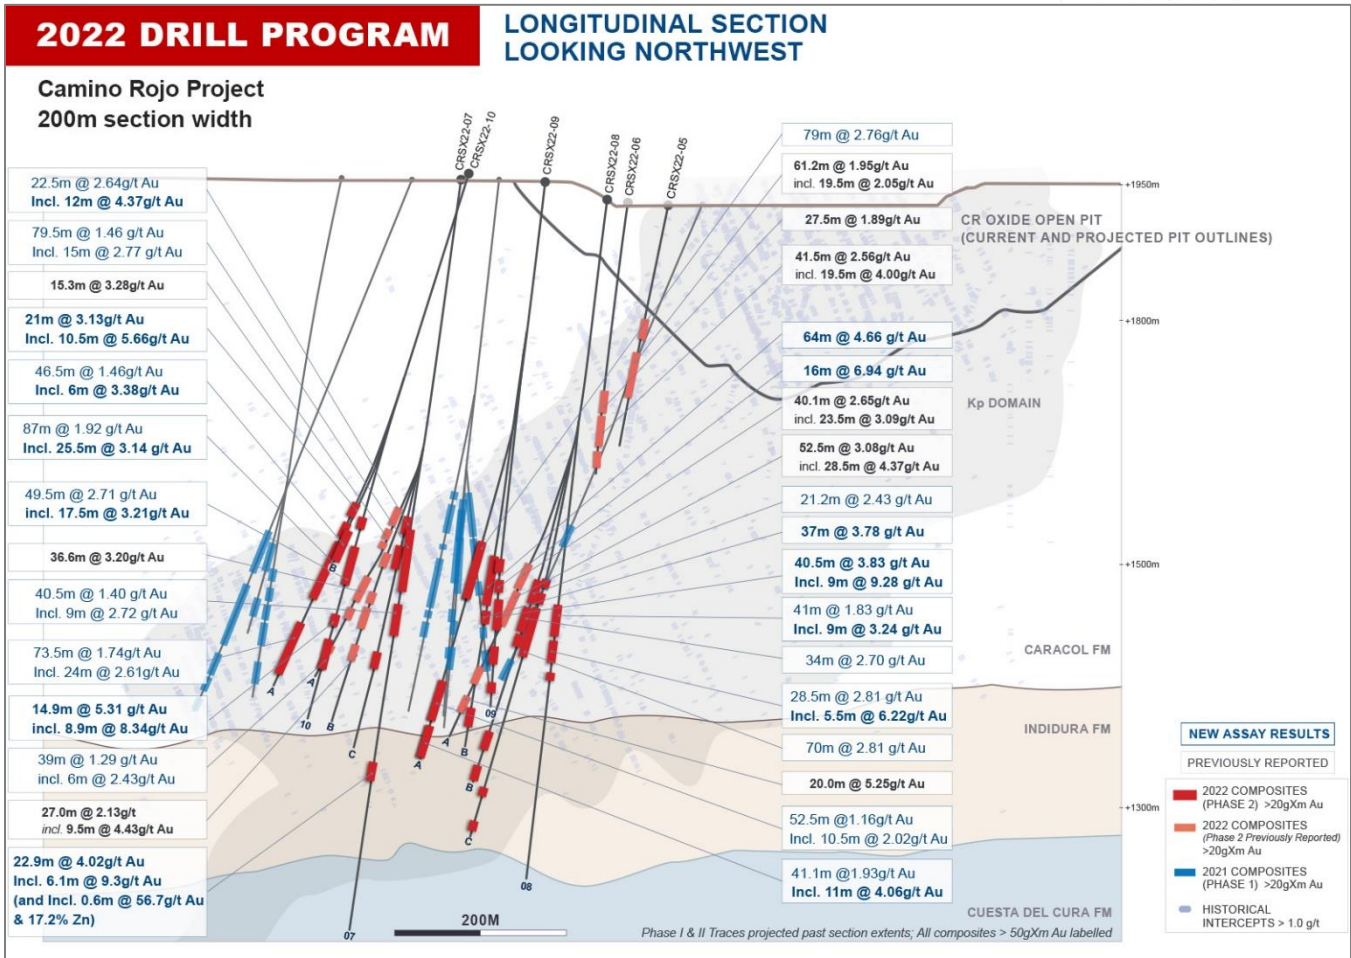 2022 DRILL PROGRAM
LONGITUDINAL SECTION
LOOKING NORTHWEST
Camino Rojo Project
200m section width
CRSX22-07
CRSX22-10
CRSX22-09
CRSX22-08
CRSX22-06
CRSX22-05
22.5m @ 2.64g/t Au
Incl. 12m @ 4.37g/t Au
79.5m @ 1.46 g/t Au
Incl. 15m @ 2.77 g/t Au
15.3m @ 3.28g/t Au
21m @ 3.13g/t Au
Incl. 10.5m @ 5.66g/t Au
46.5m @ 1.46g/t Au
Incl. 6m @ 3.38g/t Au
87m @ 1.92 g/t Au
Incl. 25.5m @ 3.14 g/t Au
49.5m @ 2.71 g/t Au
incl. 17.5m @ 3.21g/t Au
36.6m @ 3.20g/t Au
40.5m @ 1.40 g/t Au
Incl. 9m @ 2.72 g/t Au
73.5m @ 1.74g/t Au
Incl. 24m @ 2.61g/t Au
14.9m @ 5.31 g/t Au
incl. 8.9m @ 8.34g/t Au
39m @ 1.29 g/t Au
incl. 6m @ 2.43g/t Au
27.0m @ 2.13g/t
incl. 9.5m @ 4.43g/t Au
22.9m @ 4.02g/t Au
Incl. 6.1m @ 9.3g/t Au
(and Incl. 0.6m @ 56.7g/t Au
& 17.2% Zn)
79m @ 2.76g/t Au
61.2m @ 1.95g/t Au
incl. 19.5m @ 2.05g/t Au
27.5m @ 1.89g/t Au
41.5m @ 2.56g/t Au
incl. 19.5m @ 4.00g/t Au
64m @ 4.66 g/t Au
16m @ 6.94 g/t Au
40.1m @ 2.65g/t Au
incl. 23.5m @ 3.09g/t Au
52.5m @ 3.08g/t Au
incl. 28.5m @ 4.37g/t Au
21.2m @ 2.43 g/t Au
37m @ 3.78 g/t Au
40.5m @ 3.83 g/t Au
Incl. 9m @ 9.28 g/t Au
41m @ 1.83 g/t Au
Incl. 9m @ 3.24 g/t Au
34m @ 2.70 g/t Au
28.5m @ 2.81 g/t Au
Incl. 5.5m @ 6.22g/t Au
70m @ 2.81 g/t Au
20.0m @ 5.25g/t Au
52.5m @1.16g/t Au
Incl. 10.5m @ 2.02g/t Au
41.1m @1.93g/t Au
Incl. 11m @ 4.06g/t Au
CR OXIDE OPEN PIT
(CURRENT AND PROJECTED PIT OUTLINES)
Kp DOMAIN
CARACOL FM
INDIDURA FM
CUESTA DEL CURA FM
+1950m
+1800m
+1500m
+1300m
B
A
A
10
B
C
A
A
B
09
B
C
08
07
200M
Phase I & II Traces projected past section extents; All composites > 50gXm Au labelled
NEW ASSAY RESULTS
PREVIOUSLY REPORTED
2022 COMPOSITES
(PHASE 2) >20gXm Au
2022 COMPOSITES
(Phase 2 Previously Reported)
>20gXm Au
2021 COMPOSITES
(PHASE 1) >20gXm Au
HISTORICAL
INTERCEPTS > 1.0 g/t